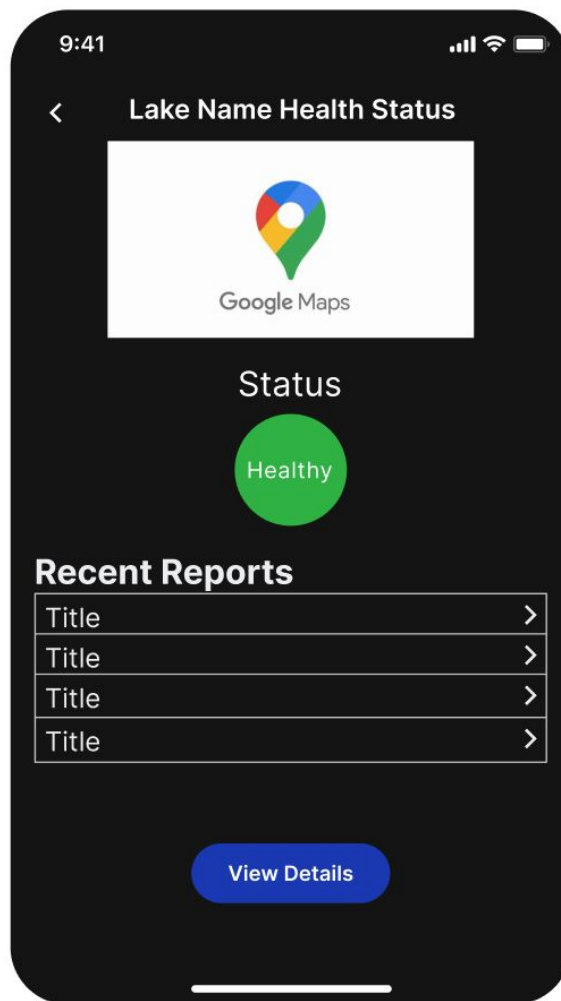 9:41
Lake Name Health Status
Google Maps
Status
Healthy
Recent Reports
Title
Title
Title
Title
View Details